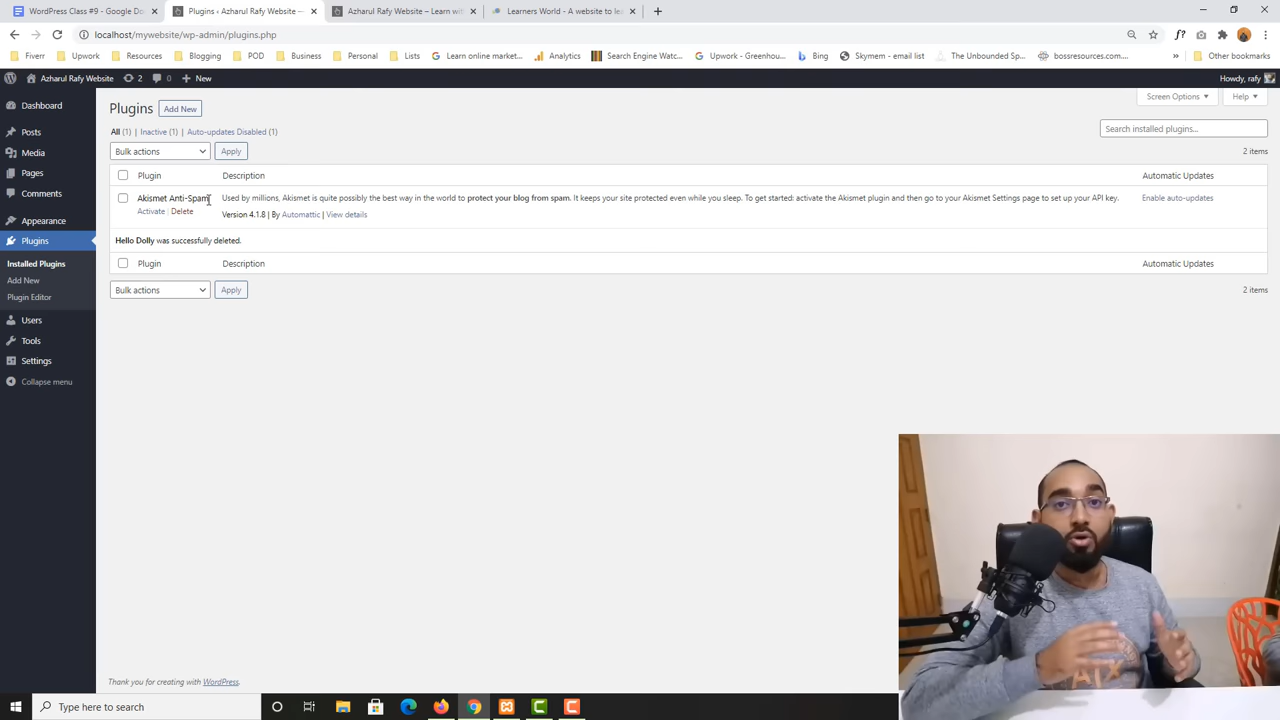 WordPress Class #9 - Google Do
Plugins ‹ Azharul Rafy Website —
Azharul Rafy Website – Learn wit
Learners World - A website to le
localhost/mywebsite/wp-admin/plugins.php
Fiverr
Upwork
Resources
Blogging
POD
Business
Personal
Lists
Learn online market...
Analytics
Search Engine Watc...
Upwork - Greenhou...
Bing
Skymem - email list
The Unbounded Sp...
bossresources.com...
Other bookmarks
Azharul Rafy Website
2
0
New
Howdy, rafy
Dashboard
Posts
Media
Pages
Comments
Appearance
Plugins
Installed Plugins
Add New
Plugin Editor
Users
Tools
Settings
Collapse menu
Screen Options
Help
Plugins
Add New
All (1) | Inactive (1) | Auto-updates Disabled (1)
Search installed plugins...
Bulk actions
Apply
2 items
Plugin
Description
Automatic Updates
Akismet Anti-Spam
Activate | Delete
Used by millions, Akismet is quite possibly the best way in the world to protect your blog from spam. It keeps your site protected even while you sleep. To get started: activate the Akismet plugin and then go to your Akismet Settings page to set up your API key.
Version 4.1.8 | By Automattic | View details
Enable auto-updates
Hello Dolly was successfully deleted.
Plugin
Description
Automatic Updates
Bulk actions
Apply
2 items
Thank you for creating with WordPress.
Type here to search